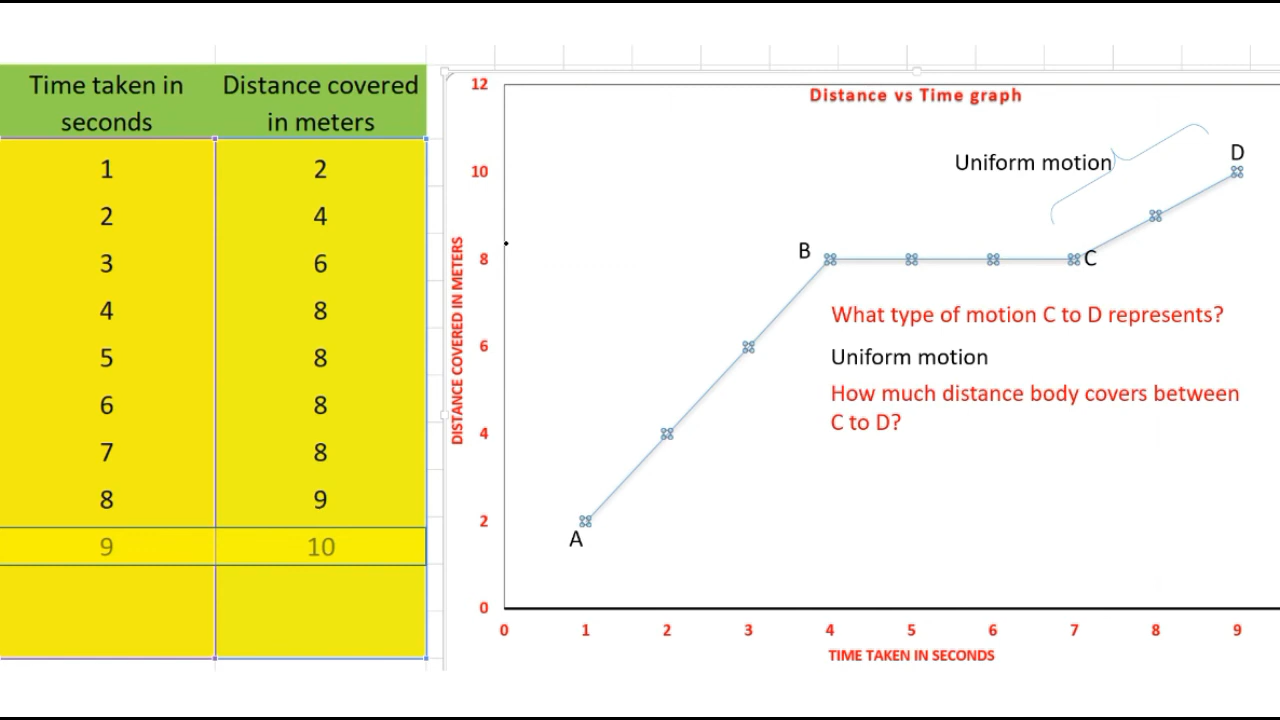 Time taken in seconds
Distance covered in meters
1 2
2 4
3 6
4 8
5 8
6 8
7 8
8 9
9 10
Distance vs Time graph
DISTANCE COVERED IN METERS
12
10
8
6
4
2
0
Uniform motion
D
B
C
A
What type of motion C to D represents?
Uniform motion
How much distance body covers between
C to D?
0 1 2 3 4 5 6 7 8 9
TIME TAKEN IN SECONDS